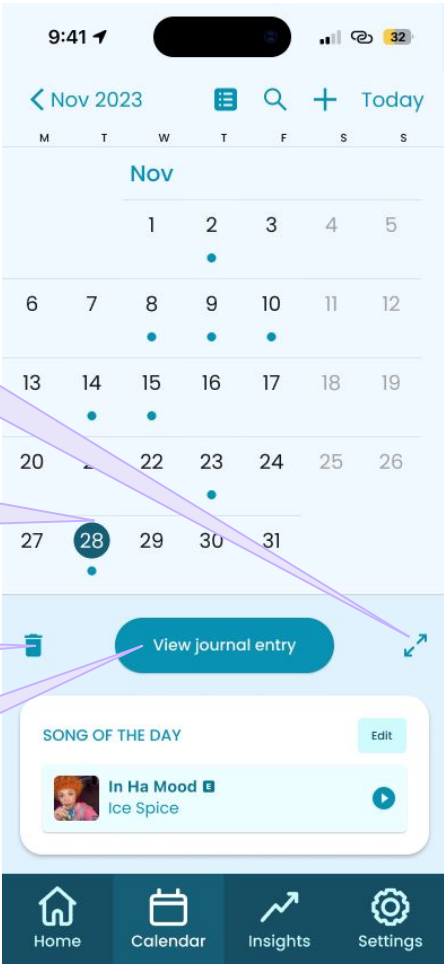 9:41 32
Nov 2023 Today
M T W T F S S
Nov
1 2 3 4 5
6 7 8 9 10 11 12
13 14 15 16 17 18 19
20 22 23 24 25 26
27 28 29 30 31
View journal entry
SONG OF THE DAY Edit
In Ha Mood E
Ice Spice
Home Calendar Insights Settings